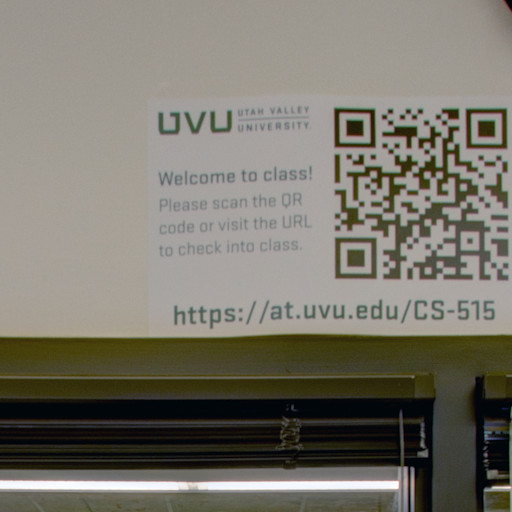 UVU UTAH VALLEY
UNIVERSITY.
Welcome to class!
Please scan the QR
code or visit the URL
to check into class.
https://at.uvu.edu/CS-515